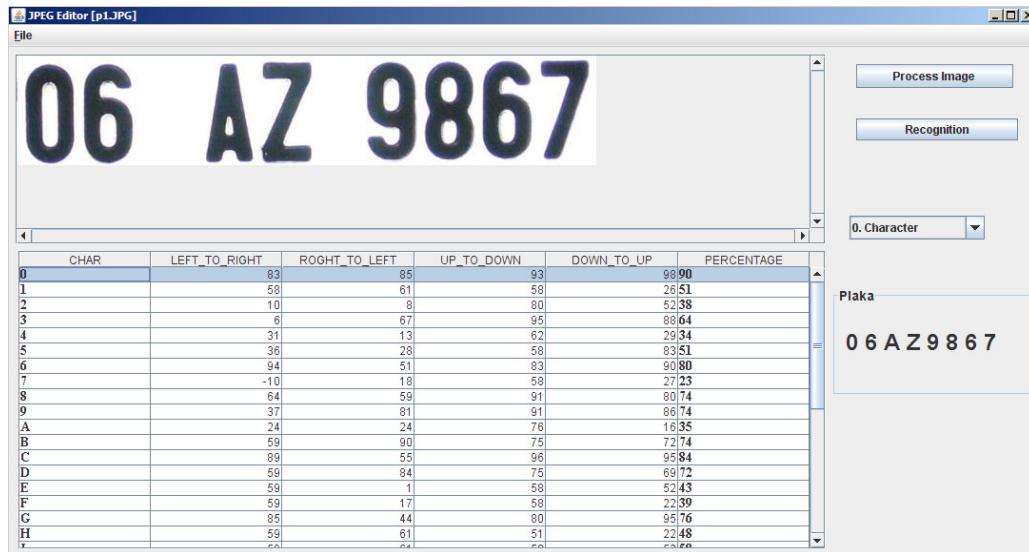 JPEG Editor [p1.JPG]
File
06 AZ 9867
Process Image
Recognition
0. Character
CHAR LEFT_TO_RIGHT ROGHT_TO_LEFT UP_TO_DOWN DOWN_TO_UP PERCENTAGE
0 83 85 93 98 90
1 58 61 58 26 51
2 10 8 80 52 38
3 6 67 95 88 64
4 31 13 62 29 34
5 36 28 58 83 51
6 94 51 83 90 80
7 -10 18 58 27 23
8 64 59 91 80 74
9 37 81 91 86 74
A 24 24 76 16 35
B 59 90 75 72 74
C 89 55 96 95 84
D 59 84 75 69 72
E 59 1 58 52 43
F 59 17 58 22 39
G 85 44 80 95 76
H 59 61 51 22 48
Plaka
0 6 A Z 9 8 6 7